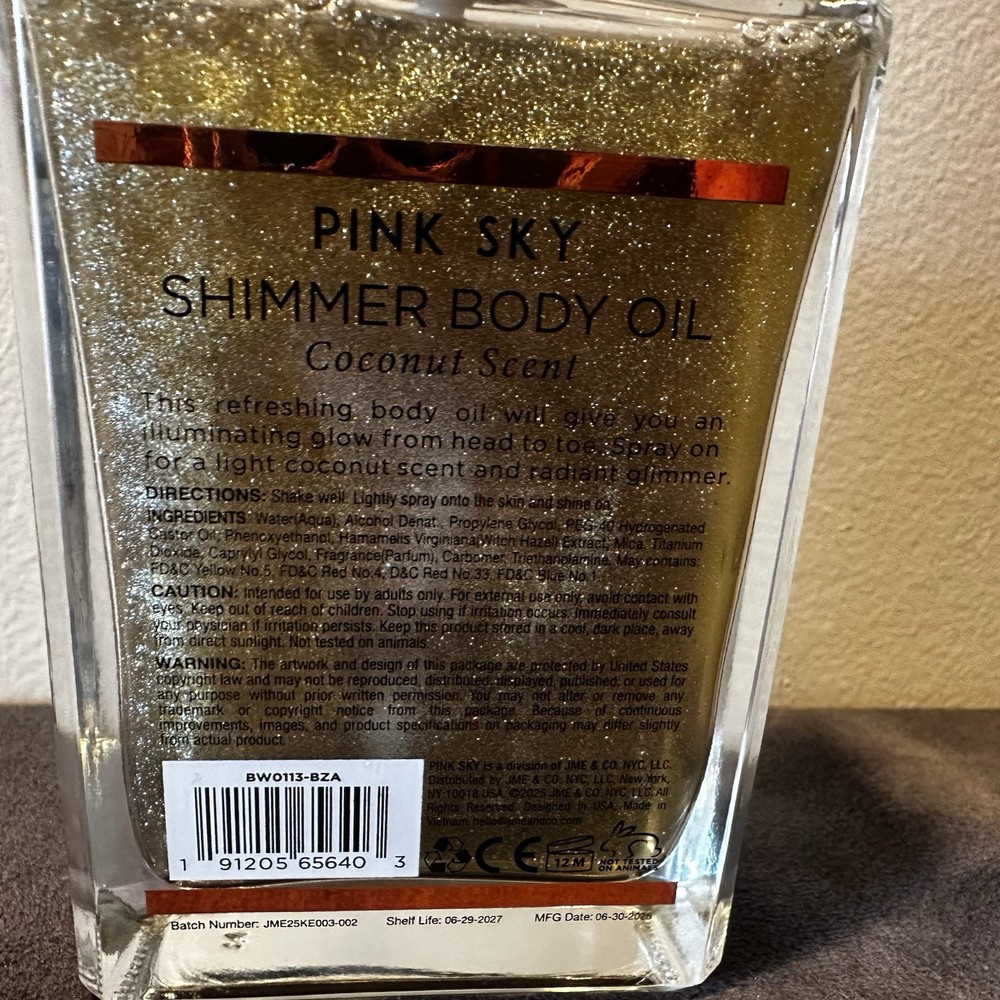 PINK SKY
SHIMMER BODY OIL
Coconut Scent
This refreshing body oil will give you an
illuminating glow from head to toe. Spray on
for a light coconut scent and radiant glimmer.
DIRECTIONS: Shake well. Lightly spray onto the skin and shine on.
INGREDIENTS: Water(Aqua), Alcohol Denat., Propylene Glycol, PEG-40 Hydrogenated
Castor Oil, Phenoxyethanol, Hamamelis Virginiana(Witch Hazel) Extract, Mica, Titanium
Dioxide, Caprylyl Glycol, Fragrance(Parfum), Carbomer, Triethanolamine. May contains:
FD&C Yellow No.5, FD&C Red No.4, D&C Red No.33, FD&C Blue No.1.
CAUTION: Intended for use by adults only. For external use only, avoid contact with
eyes. Keep out of reach of children. Stop using if irritation occurs. Immediately consult
your physician if irritation persists. Keep this product stored in a cool, dark place, away
from direct sunlight. Not tested on animals.
WARNING: The artwork and design of this package are protected by United States
copyright law and may not be reproduced, distributed, displayed, published, or used for
any purpose without prior written permission. You may not alter or remove any
trademark or copyright notice from this package. Because of continuous
improvements, images, and product specifications on packaging may differ slightly
from actual product.
BW0113-BZA
1 91205 65640 3
PINK SKY is a division of JME & CO. NYC, LLC.
Distributed by JME & CO. NYC, LLC, New York,
NY 10018 USA. ©2025 JME & CO. NYC, LLC. All
Rights Reserved. Designed in USA. Made in
Vietnam. hello@jmeandco.com
CE
12 M
NOT TESTED
ON ANIMALS
Batch Number: JME25KE003-002 Shelf Life: 06-29-2027 MFG Date: 06-30-2025